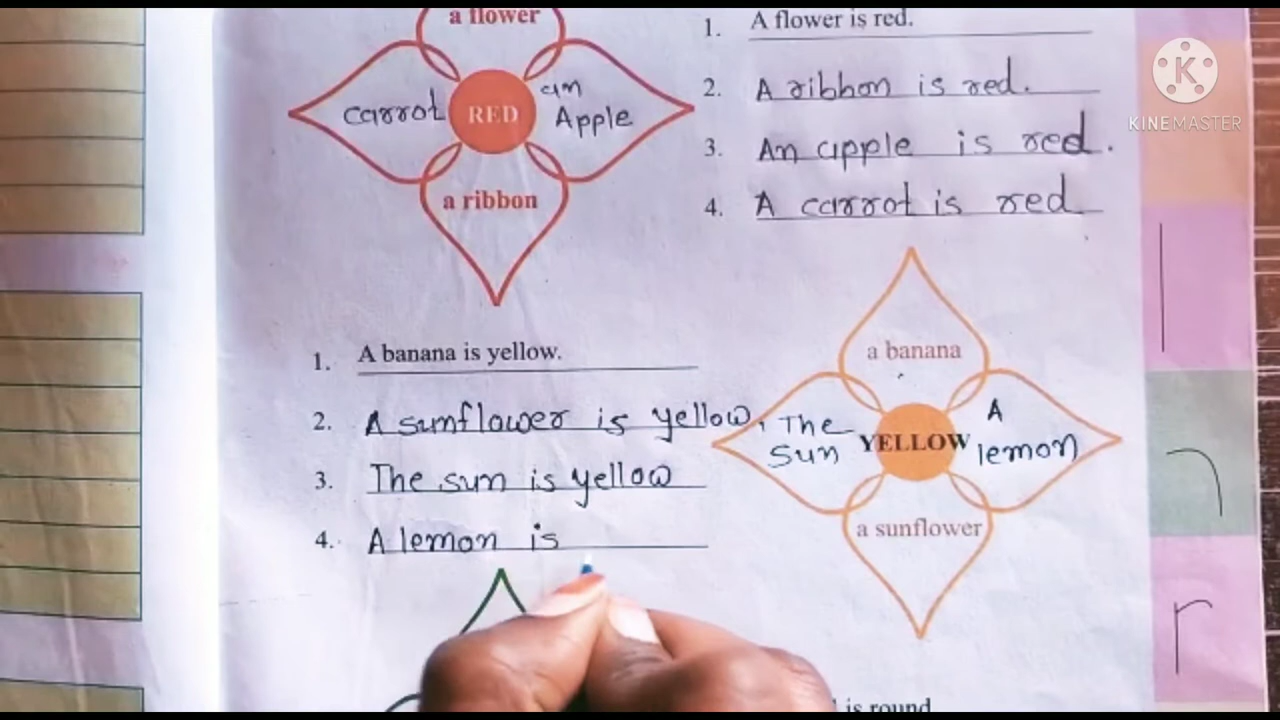 a flower
carrot
RED
an
Apple
a ribbon
1. A flower is red.
2. A ribbon is red.
3. An apple is red.
4. A carrot is red
K
KINEMASTER
1. A banana is yellow.
2. A sunflower is yellow.
3. The sun is yellow
4. A lemon is
a banana
The
Sun
YELLOW
A
lemon
a sunflower
is round
r